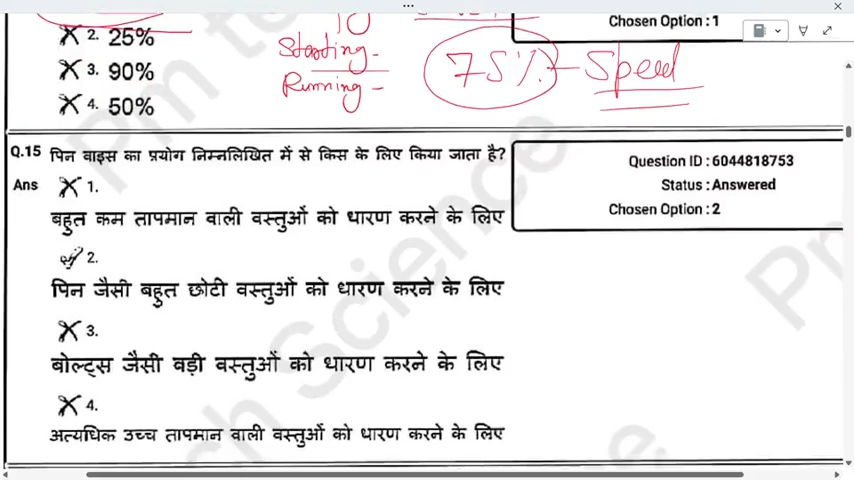 Chosen Option : 1
2. 25%
Starting -
3. 90%
75% - Speed
Running -
4. 50%
Q.15 पिन वाइस का प्रयोग निम्नलिखित में से किस के लिए किया जाता है?
Question ID : 6044818753
Ans
1.
Status : Answered
बहुत कम तापमान वाली वस्तुओं को धारण करने के लिए
Chosen Option : 2
2.
पिन जैसी बहुत छोटी वस्तुओं को धारण करने के लिए
3.
बोल्ट्स जैसी बड़ी वस्तुओं को धारण करने के लिए
4.
अत्यधिक उच्च तापमान वाली वस्तुओं को धारण करने के लिए